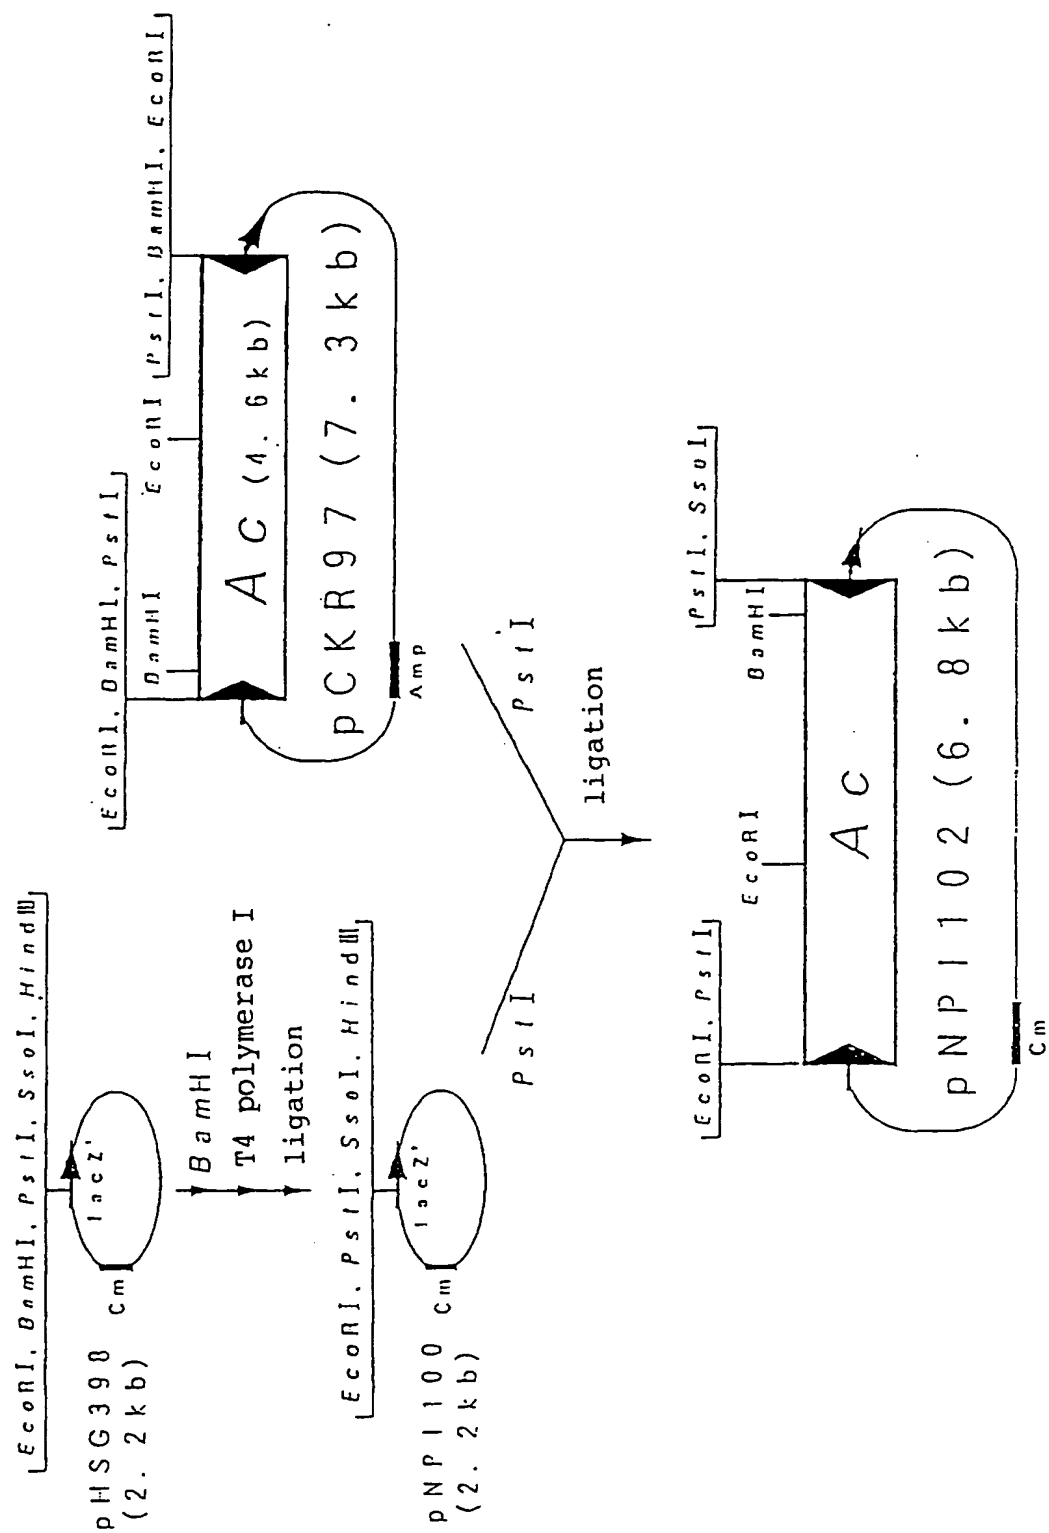 EcoRI, BamHI, PstI, SsoI, HindIII
pHSG398
(2. 2kb)
lacZ'
Cm
BamHI
T4 polymerase I
ligation
EcoRI, PstI, SsoI, HindIII
pNPI100
(2. 2kb)
lacZ'
Cm
EcoRI, BamHI, PstI
BamHI
EcoRI
PstI, BamHI, EcoRI
Ac (4. 6kb)
pCKR97 (7. 3kb)
Amp
PstI
PstI
ligation
EcoRI, PstI
EcoRI
BamHI
PstI, SsoI
Ac
pNPI102 (6. 8kb)
Cm